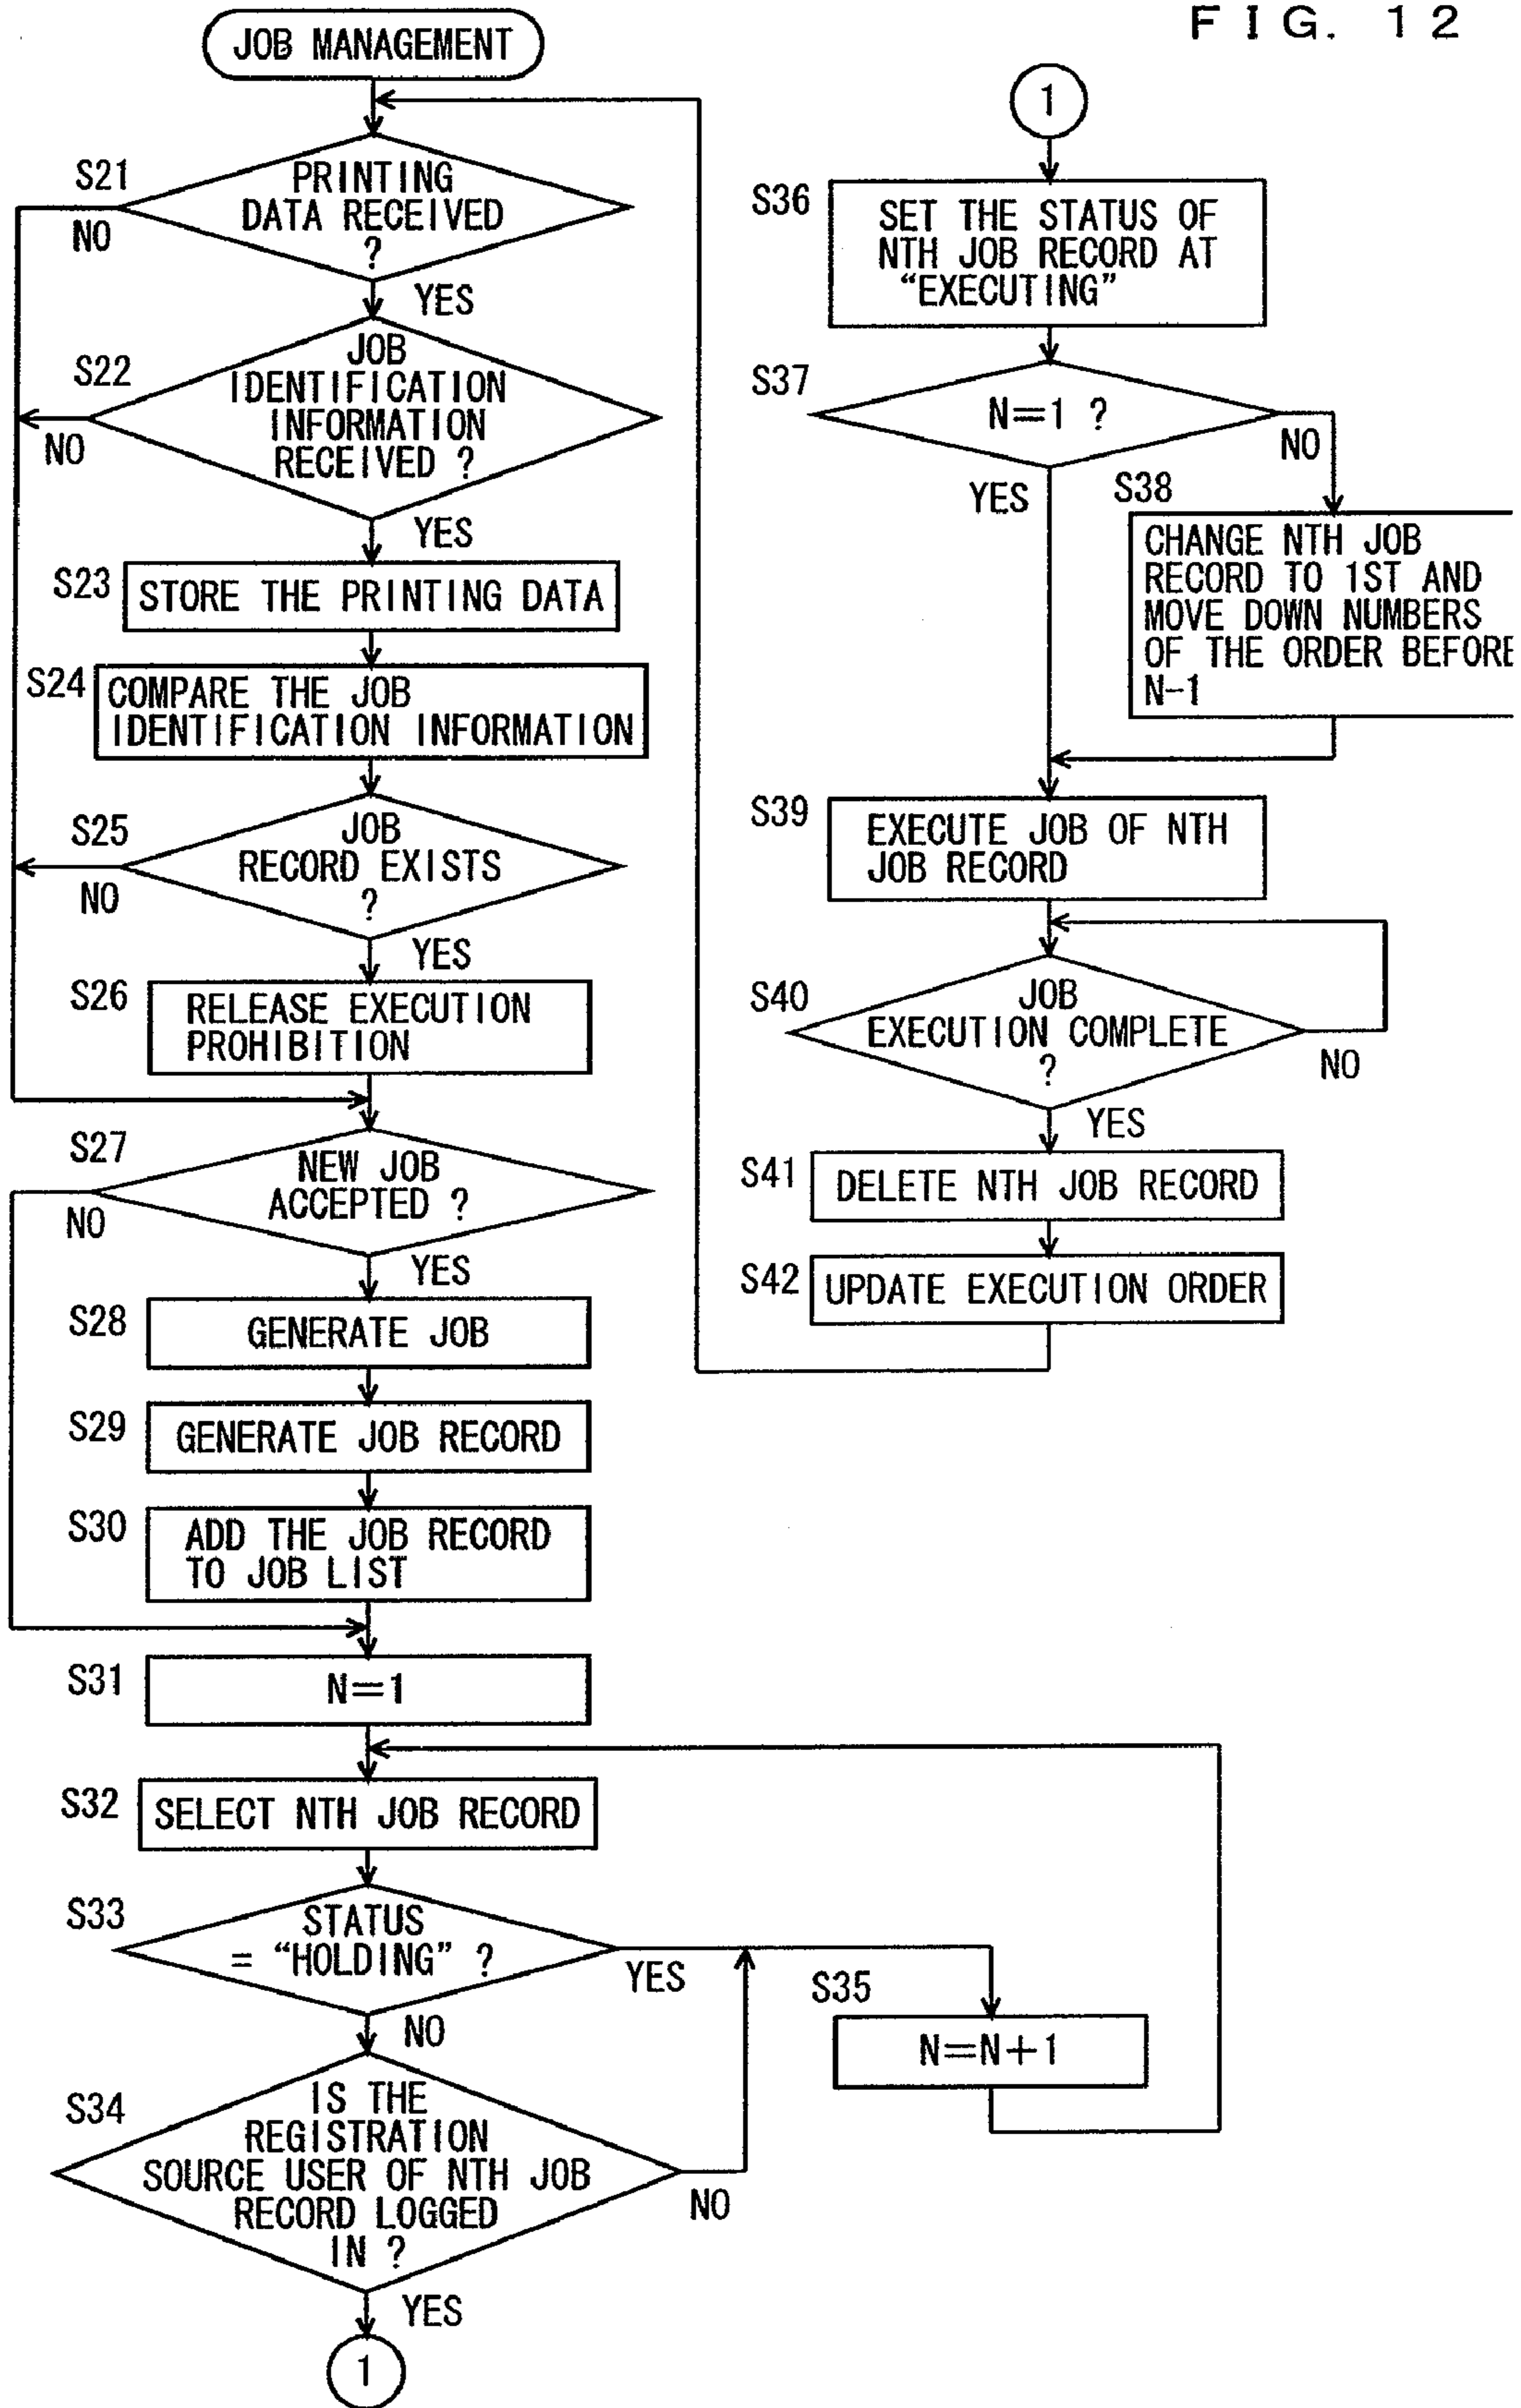 FIG. 12
JOB MANAGEMENT
S21
PRINTING
DATA RECEIVED
?
NO
YES
S22
JOB
IDENTIFICATION
INFORMATION
RECEIVED ?
NO
YES
S23
STORE THE PRINTING DATA
S24
COMPARE THE JOB
IDENTIFICATION INFORMATION
S25
JOB
RECORD EXISTS
?
NO
YES
S26
RELEASE EXECUTION
PROHIBITION
S27
NEW JOB
ACCEPTED ?
NO
YES
S28
GENERATE JOB
S29
GENERATE JOB RECORD
S30
ADD THE JOB RECORD
TO JOB LIST
S31
N=1
S32
SELECT NTH JOB RECORD
S33
STATUS
= “HOLDING” ?
YES
NO
S34
IS THE
REGISTRATION
SOURCE USER OF NTH JOB
RECORD LOGGED
IN ?
NO
YES
1
S35
N=N+1
1
S36
SET THE STATUS OF
NTH JOB RECORD AT
“EXECUTING”
S37
N=1 ?
NO
YES
S38
CHANGE NTH JOB
RECORD TO 1ST AND
MOVE DOWN NUMBERS
OF THE ORDER BEFORE
N-1
S39
EXECUTE JOB OF NTH
JOB RECORD
S40
JOB
EXECUTION COMPLETE
?
NO
YES
S41
DELETE NTH JOB RECORD
S42
UPDATE EXECUTION ORDER